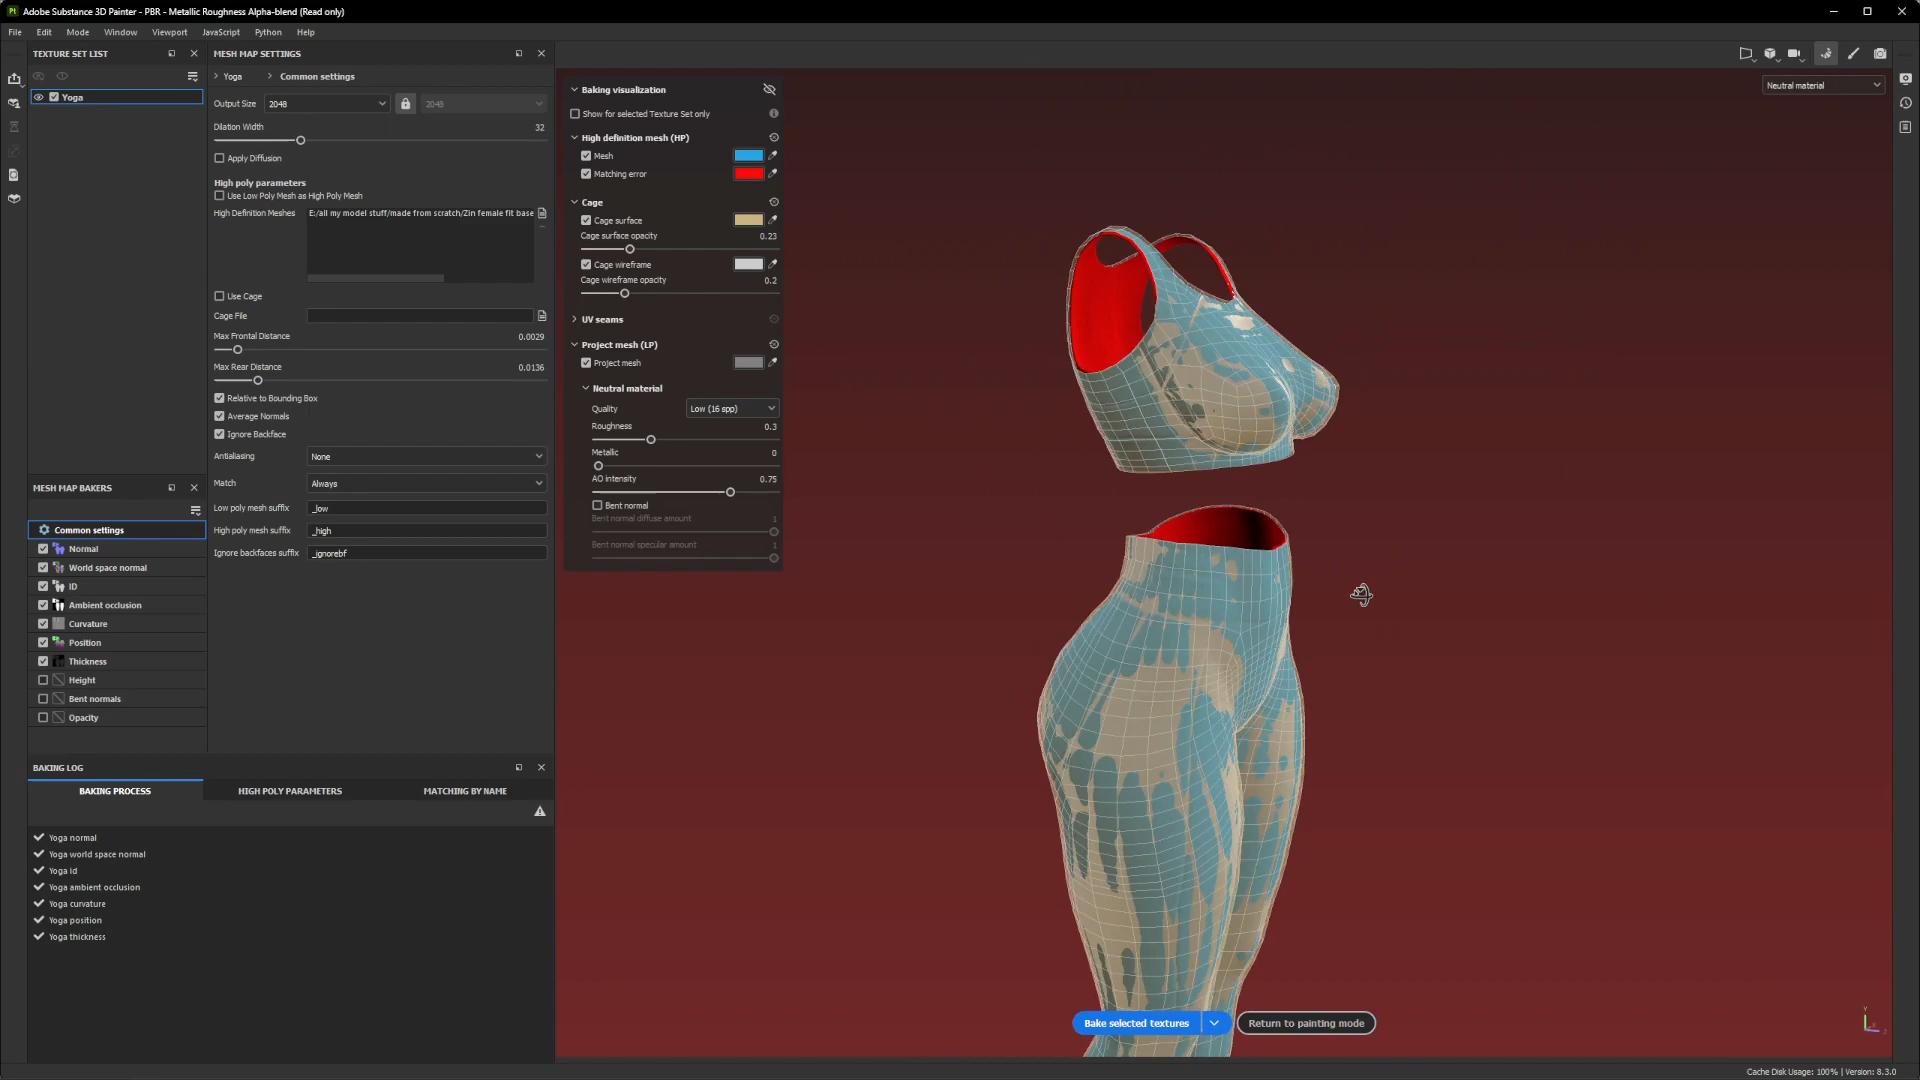 Adobe Substance 3D Painter - PBR - Metallic Roughness Alpha-blend (Read only)
File Edit Mode Window Viewport JavaScript Python Help
TEXTURE SET LIST
Yoga
MESH MAP SETTINGS
Yoga Common settings
Output Size 2048 2048
Dilation Width 32
Apply Diffusion
High poly parameters
Use Low Poly Mesh as High Poly Mesh
High Definition Meshes E:/all my model stuff/made from scratch/Zin female fit base
Use Cage
Cage File
Max Frontal Distance 0.0029
Max Rear Distance 0.0136
Relative to Bounding Box
Average Normals
Ignore Backface
Antialiasing None
Match Always
Low poly mesh suffix _low
High poly mesh suffix _high
Ignore backfaces suffix _ignorebf
MESH MAP BAKERS
Common settings
Normal
World space normal
ID
Ambient occlusion
Curvature
Position
Thickness
Height
Bent normals
Opacity
BAKING LOG
BAKING PROCESS HIGH POLY PARAMETERS MATCHING BY NAME
Yoga normal
Yoga world space normal
Yoga id
Yoga ambient occlusion
Yoga curvature
Yoga position
Yoga thickness
Baking visualization
Show for selected Texture Set only
High definition mesh (HP)
Mesh
Matching error
Cage
Cage surface
Cage surface opacity 0.23
Cage wireframe
Cage wireframe opacity 0.2
UV seams
Project mesh (LP)
Project mesh
Neutral material
Quality Low (16 spp)
Roughness 0.3
Metallic 0
AO intensity 0.75
Bent normal
Bent normal diffuse amount 1
Bent normal specular amount 1
Neutral material
Bake selected textures
Return to painting mode
Cache Disk Usage: 100% | Version: 8.3.0